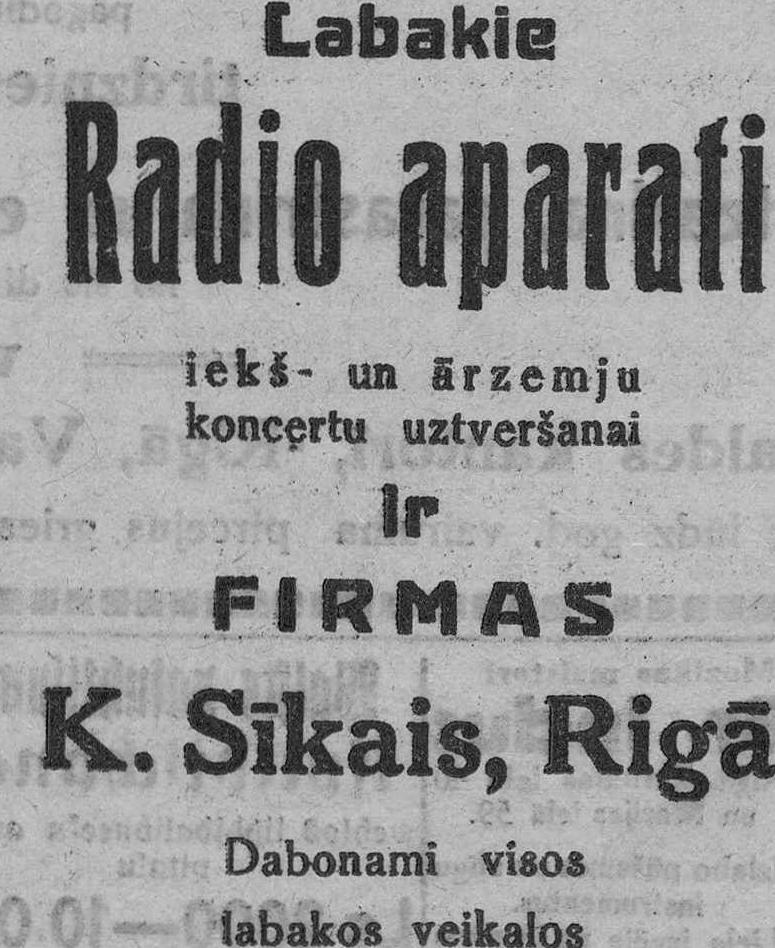 Labakie
Radio aparati
iekš- un ārzemju
koncertu uztveršanai
ir
FIRMAS
K. Sīkais, Rigā
Dabonami visos
labakos veikalos